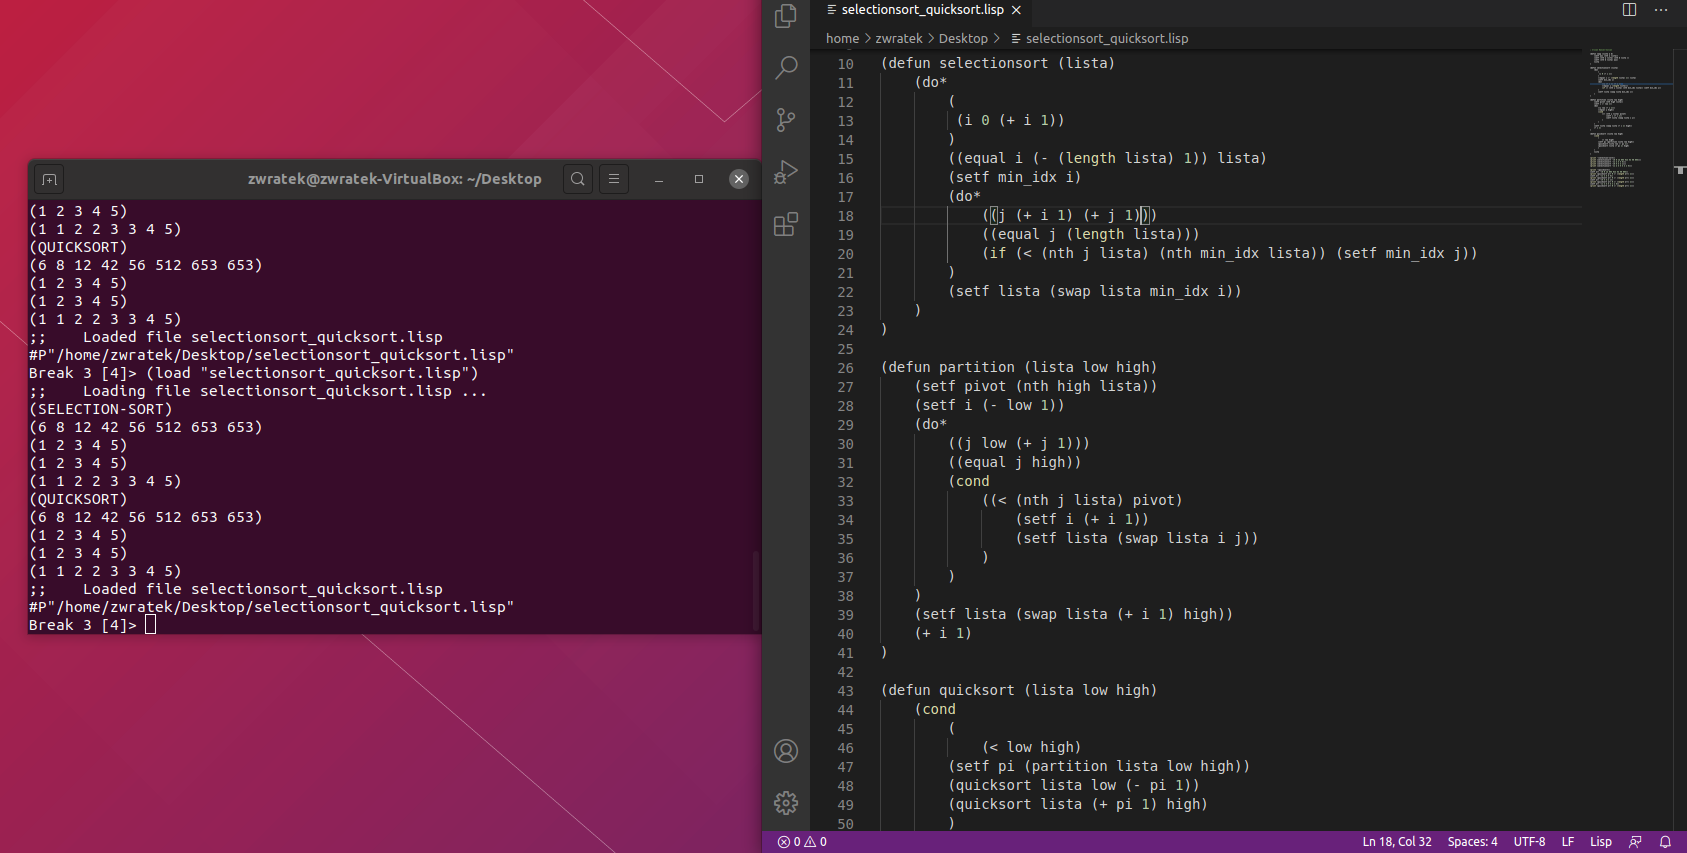 zwratek@zwratek-VirtualBox: ~/Desktop
(1 2 3 4 5)
(1 1 2 2 3 3 4 5)
(QUICKSORT)
(6 8 12 42 56 512 653 653)
(1 2 3 4 5)
(1 2 3 4 5)
(1 1 2 2 3 3 4 5)
;;    Loaded file selectionsort_quicksort.lisp
#P"/home/zwratek/Desktop/selectionsort_quicksort.lisp"
Break 3 [4]> (load "selectionsort_quicksort.lisp")
;;    Loading file selectionsort_quicksort.lisp ...
(SELECTION-SORT)
(6 8 12 42 56 512 653 653)
(1 2 3 4 5)
(1 2 3 4 5)
(1 1 2 2 3 3 4 5)
(QUICKSORT)
(6 8 12 42 56 512 653 653)
(1 2 3 4 5)
(1 2 3 4 5)
(1 1 2 2 3 3 4 5)
;;    Loaded file selectionsort_quicksort.lisp
#P"/home/zwratek/Desktop/selectionsort_quicksort.lisp"
Break 3 [4]>
selectionsort_quicksort.lisp
home > zwratek > Desktop > selectionsort_quicksort.lisp
10 (defun selectionsort (lista)
11     (do*
12         (
13          (i 0 (+ i 1))
14         )
15         ((equal i (- (length lista) 1)) lista)
16         (setf min_idx i)
17         (do*
18             ((j (+ i 1) (+ j 1)))
19             ((equal j (length lista)))
20             (if (< (nth j lista) (nth min_idx lista)) (setf min_idx j))
21         )
22         (setf lista (swap lista min_idx i))
23     )
24 )
25
26 (defun partition (lista low high)
27     (setf pivot (nth high lista))
28     (setf i (- low 1))
29     (do*
30         ((j low (+ j 1)))
31         ((equal j high))
32         (cond
33             ((< (nth j lista) pivot)
34                 (setf i (+ i 1))
35                 (setf lista (swap lista i j))
36             )
37         )
38     )
39     (setf lista (swap lista (+ i 1) high))
40     (+ i 1)
41 )
42
43 (defun quicksort (lista low high)
44     (cond
45         (
46             (< low high)
47         (setf pi (partition lista low high))
48         (quicksort lista low (- pi 1))
49         (quicksort lista (+ pi 1) high)
50         )
0 0
Ln 18, Col 32 Spaces: 4 UTF-8 LF Lisp